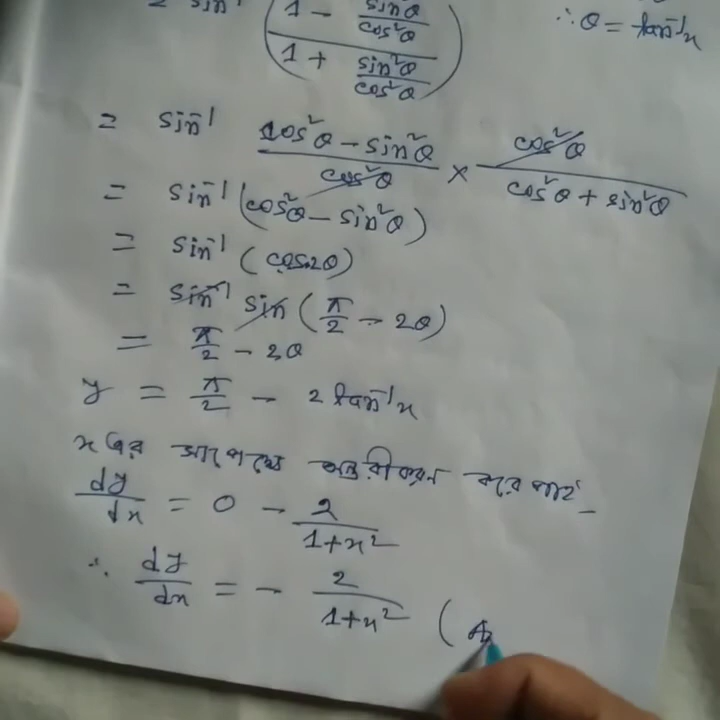 sin⁻¹ ( (1 - sin²θ/cos²θ) / (1 + sin²θ/cos²θ) ) ∴ θ = tan⁻¹x
= sin⁻¹ (cos²θ - sin²θ)/cos²θ × cos²θ/(cos²θ + sin²θ)
= sin⁻¹ (cos²θ - sin²θ)
= sin⁻¹ (cos2θ)
= sin⁻¹ sin (π/2 - 2θ)
= π/2 - 2θ
y = π/2 - 2 tan⁻¹x
x এর সাপেক্ষে অন্তরীকরণ করে পাই -
dy/dx = 0 - 2/(1+x²)
∴ dy/dx = - 2/(1+x²) (A